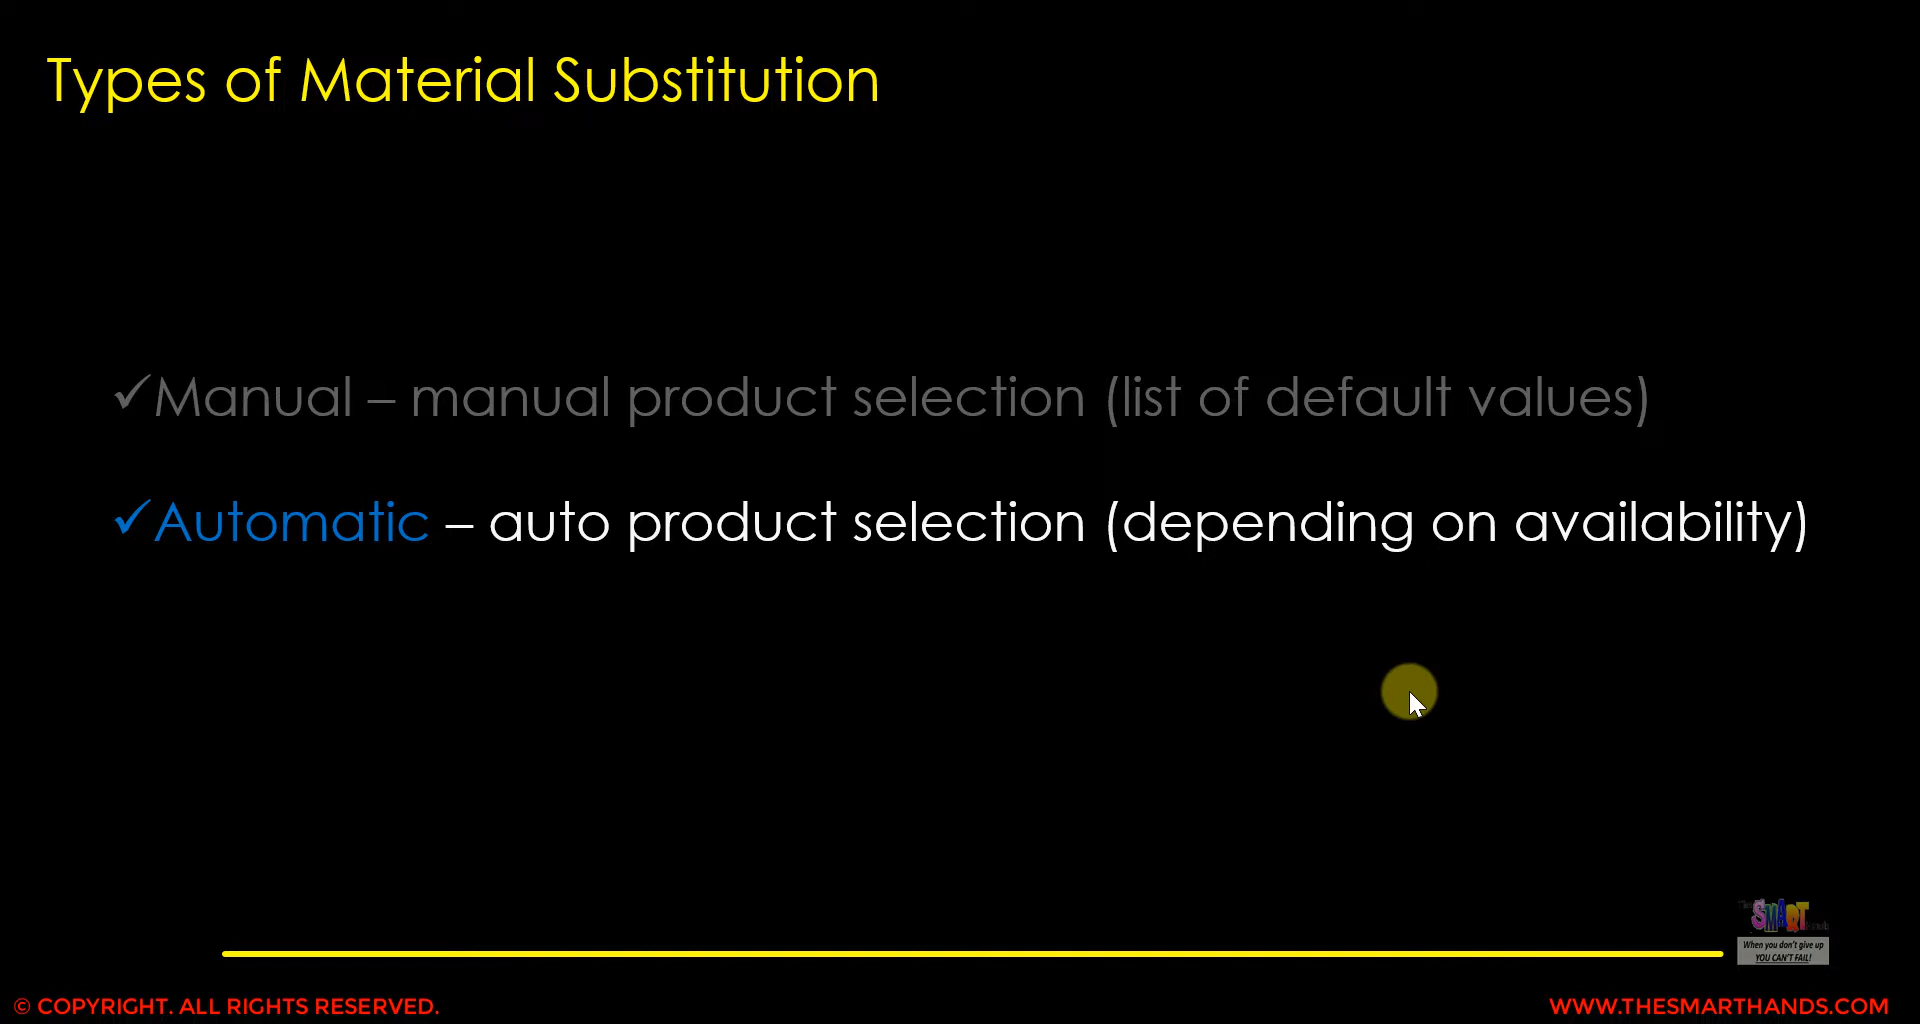 Types of Material Substitution
✓Manual – manual product selection (list of default values)
✓Automatic – auto product selection (depending on availability)
SMART
When you don't give up
YOU CAN'T FAIL!
© COPYRIGHT. ALL RIGHTS RESERVED.
WWW.THESMARTHANDS.COM